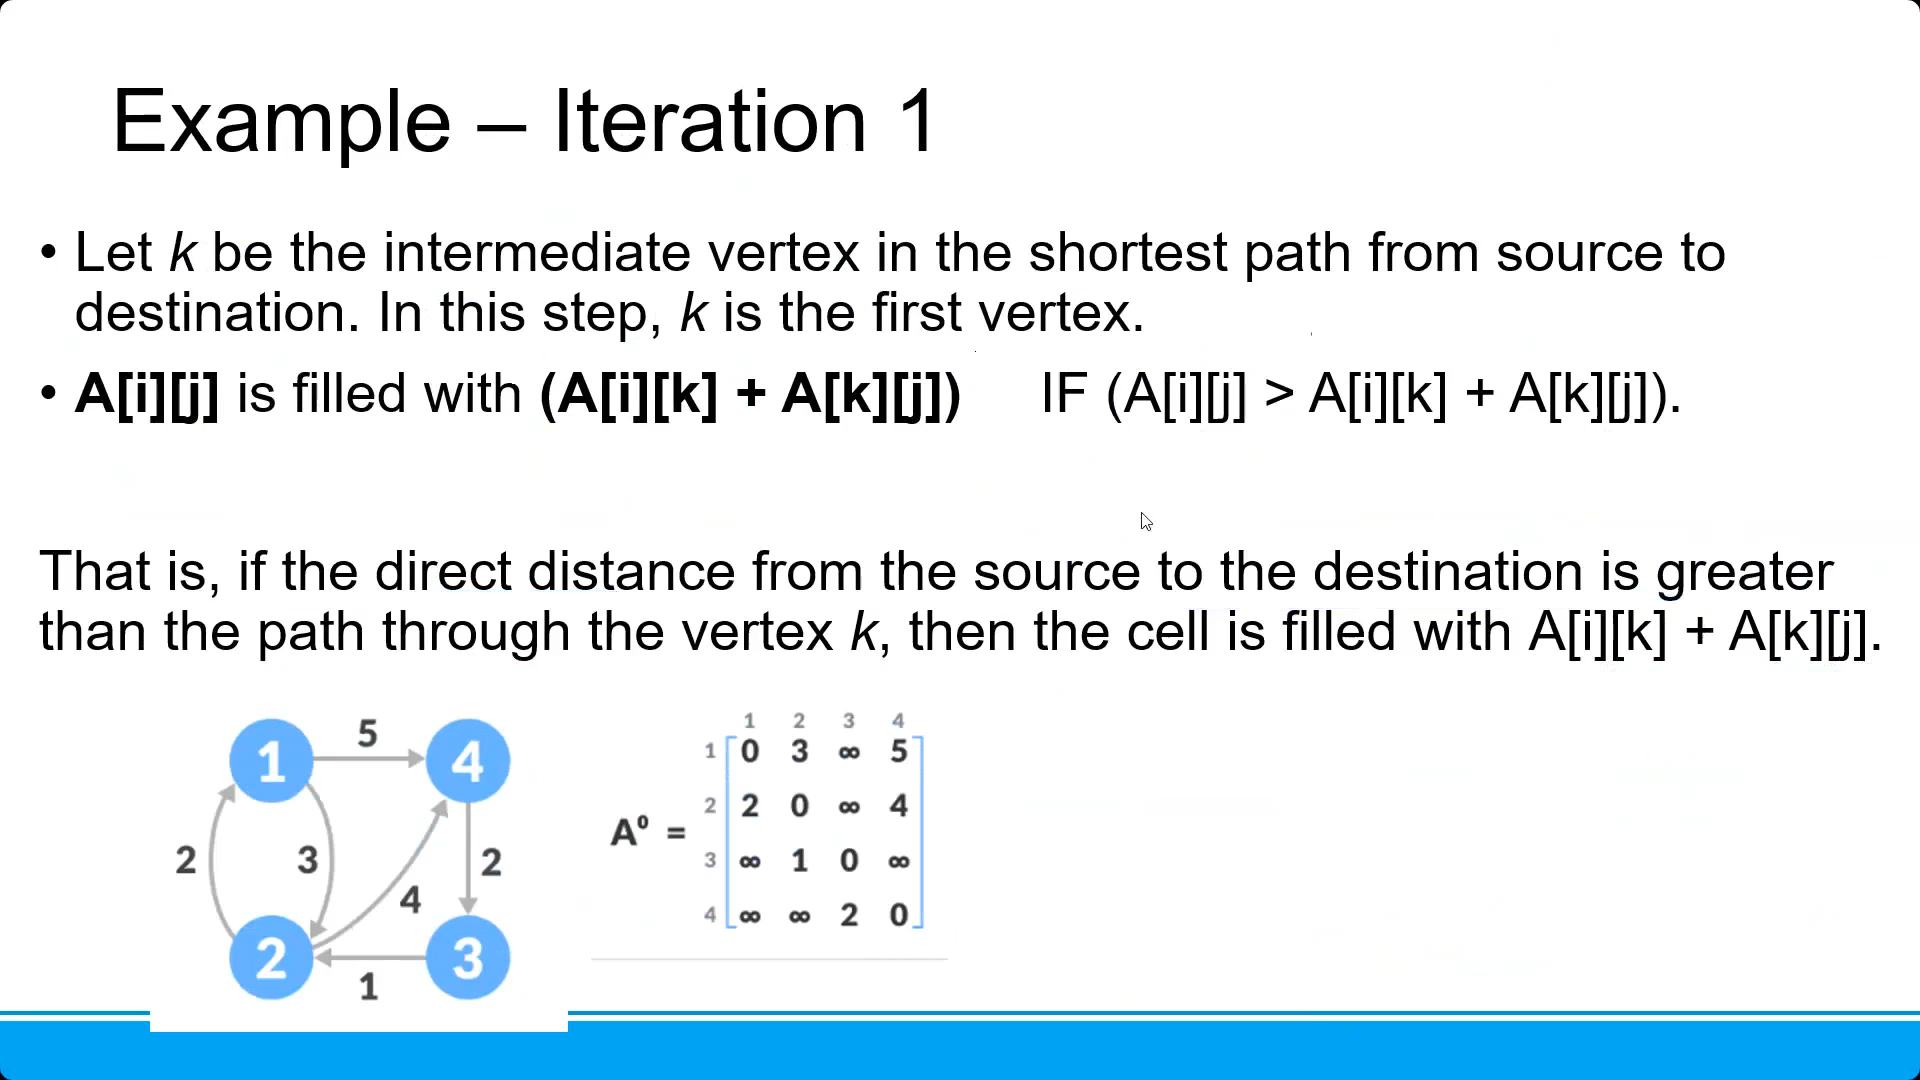 Example – Iteration 1
• Let k be the intermediate vertex in the shortest path from source to
destination. In this step, k is the first vertex.
• A[i][j] is filled with (A[i][k] + A[k][j]) IF (A[i][j] > A[i][k] + A[k][j]).
That is, if the direct distance from the source to the destination is greater
than the path through the vertex k, then the cell is filled with A[i][k] + A[k][j].
1 5 4
2 3 4 2
2 1 3
1 2 3 4
1 0 3 ∞ 5
2 2 0 ∞ 4
A⁰ =
3 ∞ 1 0 ∞
4 ∞ ∞ 2 0